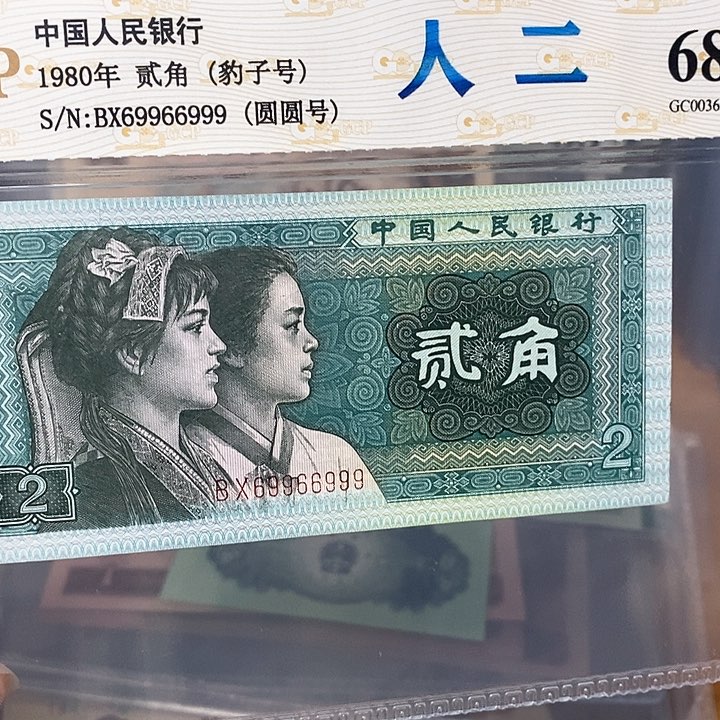 中国人民银行
1980年 贰角 (豹子号)
S/N:BX69966999 (圆圆号)
人二
68
GC0036
中国人民银行
贰角
2
2
BX69966999